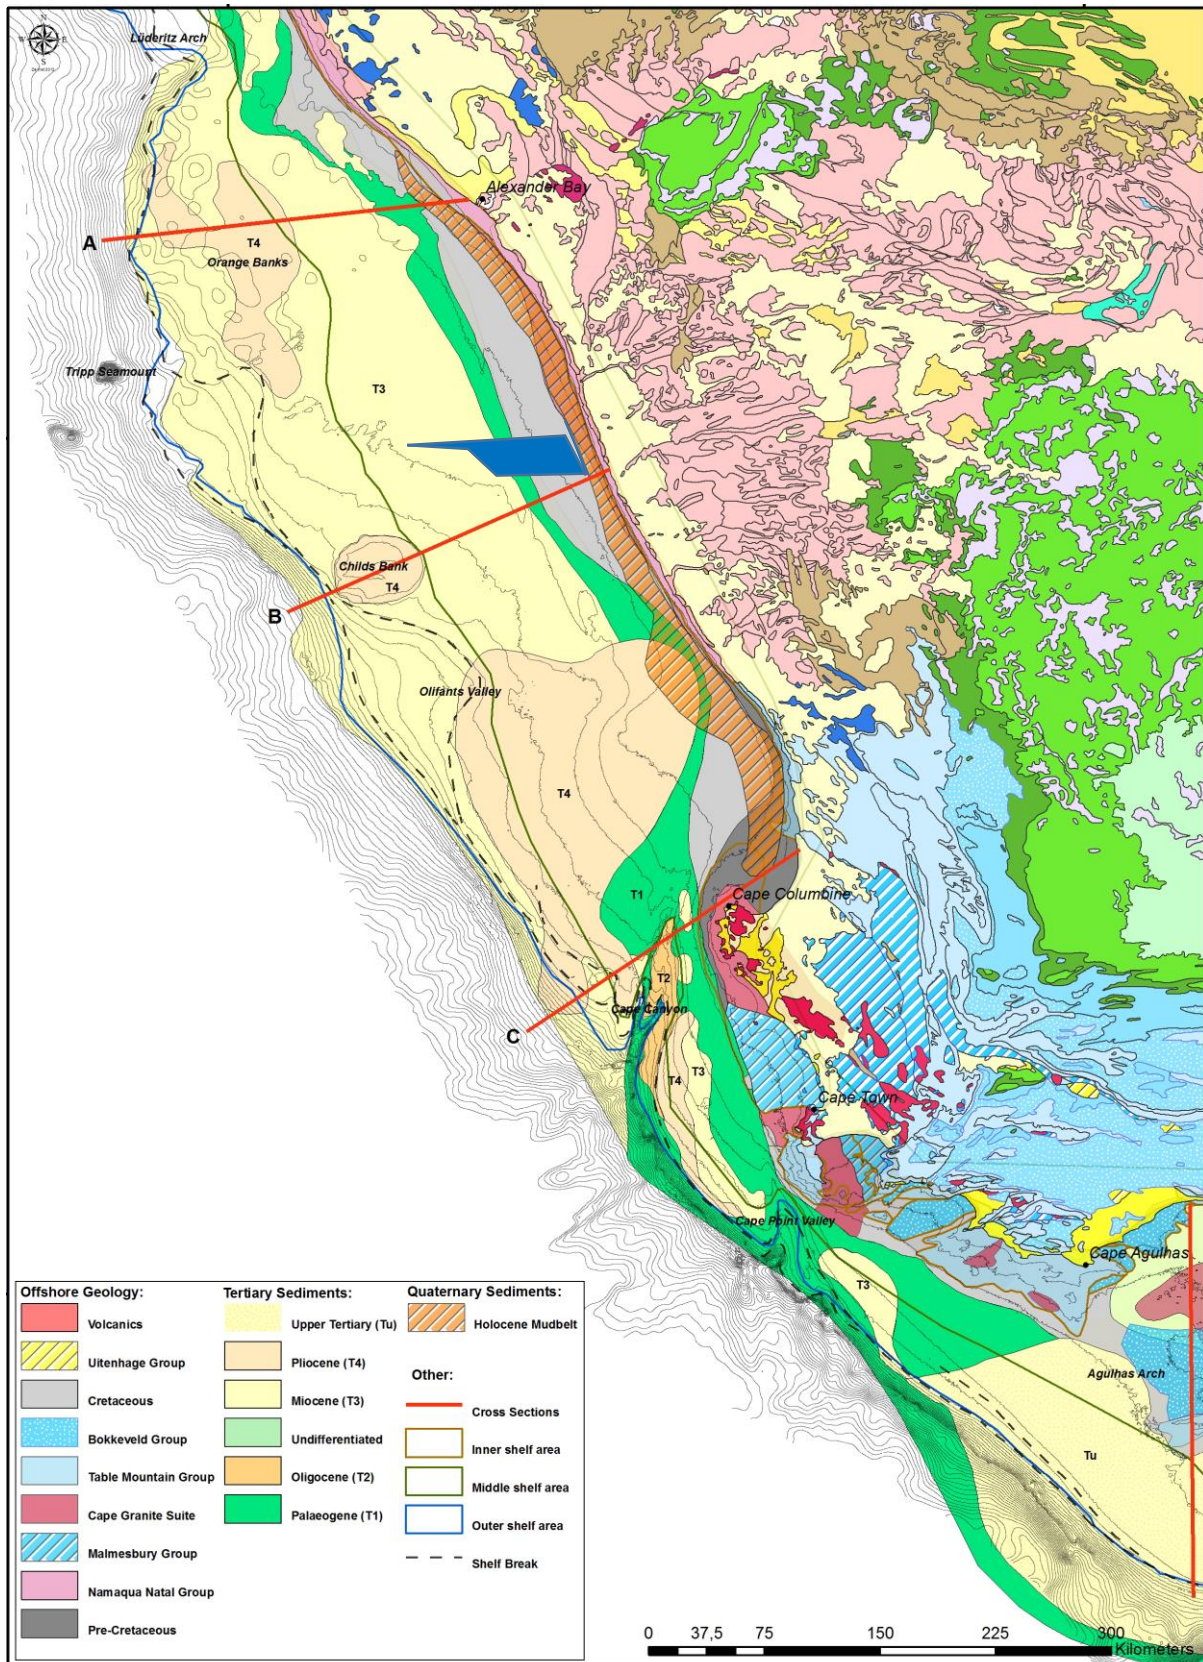 N
W E
S
Lüderitz Arch
Alexander Bay
A
T4
Orange Banks
Tripp Seamount
T3
Childs Bank
T4
B
Olifants Valley
T4
T1
Cape Columbine
T2
Cape Canyon
C
T3
T4
Cape Town
Cape Point Valley
Cape Agulhas
T3
Agulhas Arch
Tu
Offshore Geology:
Volcanics
Uitenhage Group
Cretaceous
Bokkeveld Group
Table Mountain Group
Cape Granite Suite
Malmesbury Group
Namaqua Natal Group
Pre-Cretaceous
Tertiary Sediments:
Upper Tertiary (Tu)
Pliocene (T4)
Miocene (T3)
Undifferentiated
Oligocene (T2)
Palaeogene (T1)
Quaternary Sediments:
Holocene Mudbelt
Other:
Cross Sections
Inner shelf area
Middle shelf area
Outer shelf area
Shelf Break
0 37,5 75 150 225 300
Kilometers